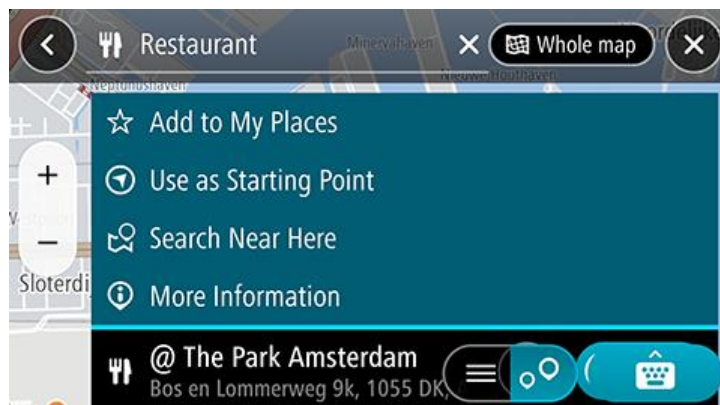 Restaurant
Minervahaven
Whole map
Neptunushaven
Nieuwe Houthaven
Add to My Places
Use as Starting Point
Search Near Here
Sloterdi
More Information
@ The Park Amsterdam
Bos en Lommerweg 9k, 1055 DK,